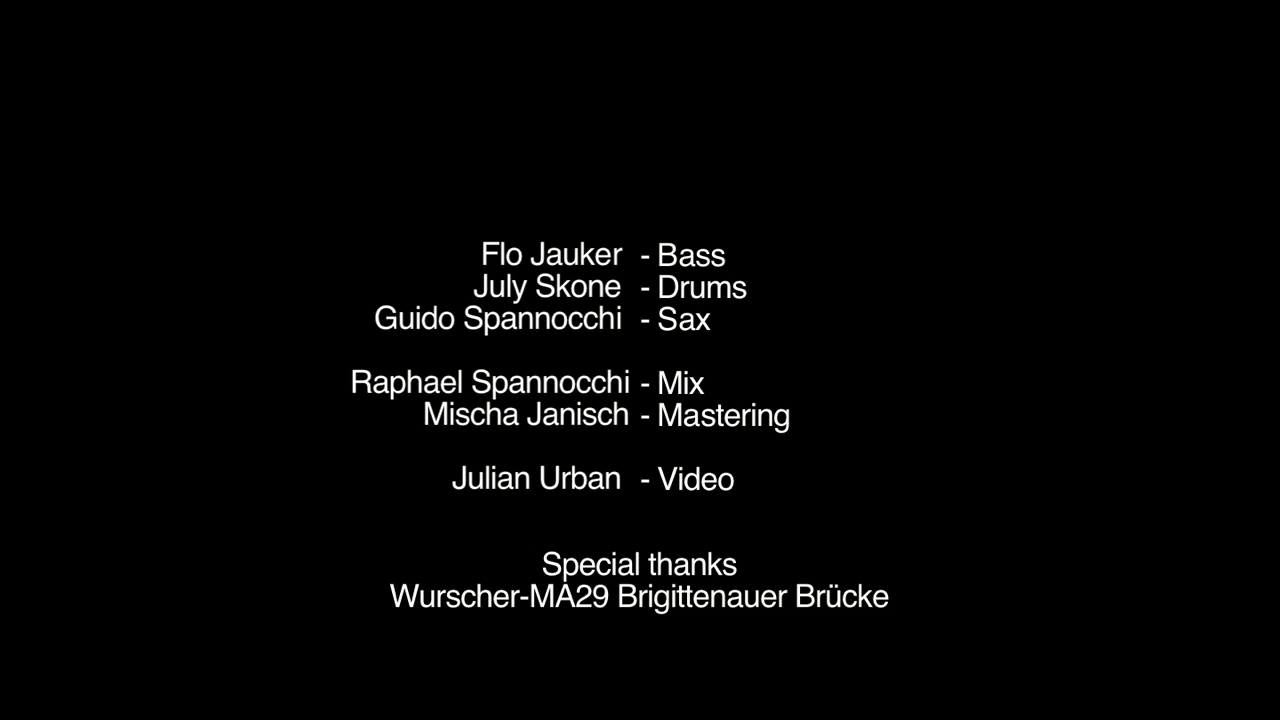 Flo Jauker - Bass
July Skone - Drums
Guido Spannocchi - Sax
Raphael Spannocchi - Mix
Mischa Janisch - Mastering
Julian Urban - Video
Special thanks
Wurscher-MA29 Brigittenauer Brücke